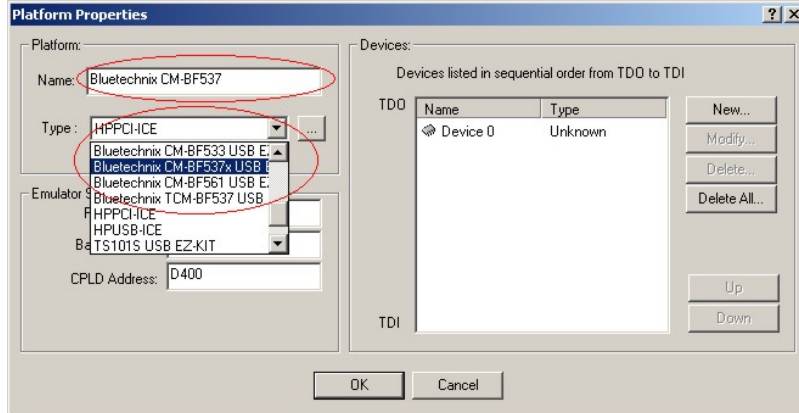 Platform Properties
Platform:
Name: Bluetechnix CM-BF537
Type : HPPCI-ICE ...
Bluetechnix CM-BF533 USB E
Bluetechnix CM-BF537x USB
Bluetechnix CM-BF561 USB E
Bluetechnix TCM-BF537 USB
HPPCI-ICE
HPUSB-ICE
TS101S USB EZ-KIT
Emulator
CPLD Address: D400
Devices:
Devices listed in sequential order from TDO to TDI
TDO
Name Type
Device 0 Unknown
TDI
New...
Modify...
Delete...
Delete All...
Up
Down
OK Cancel